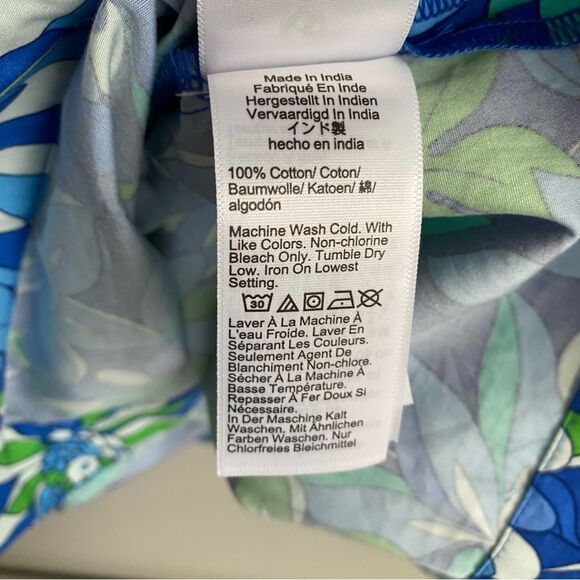 Made In India
Fabriqué En Inde
Hergestellt In Indien
Vervaardigd In India
インド製
hecho en india
100% Cotton/ Coton/
Baumwolle/ Katoen/ 綿/
algodón
Machine Wash Cold. With
Like Colors. Non-chlorine
Bleach Only. Tumble Dry
Low. Iron On Lowest
Setting.
30
Laver À La Machine À
L'eau Froide. Laver En
Séparant Les Couleurs.
Seulement Agent De
Blanchiment Non-chlore.
Sécher À La Machine À
Basse Température.
Repasser À Fer Doux Si
Nécessaire.
In Der Maschine Kalt
Waschen. Mit Ähnlichen
Farben Waschen. Nur
Chlorfreies Bleichmittel